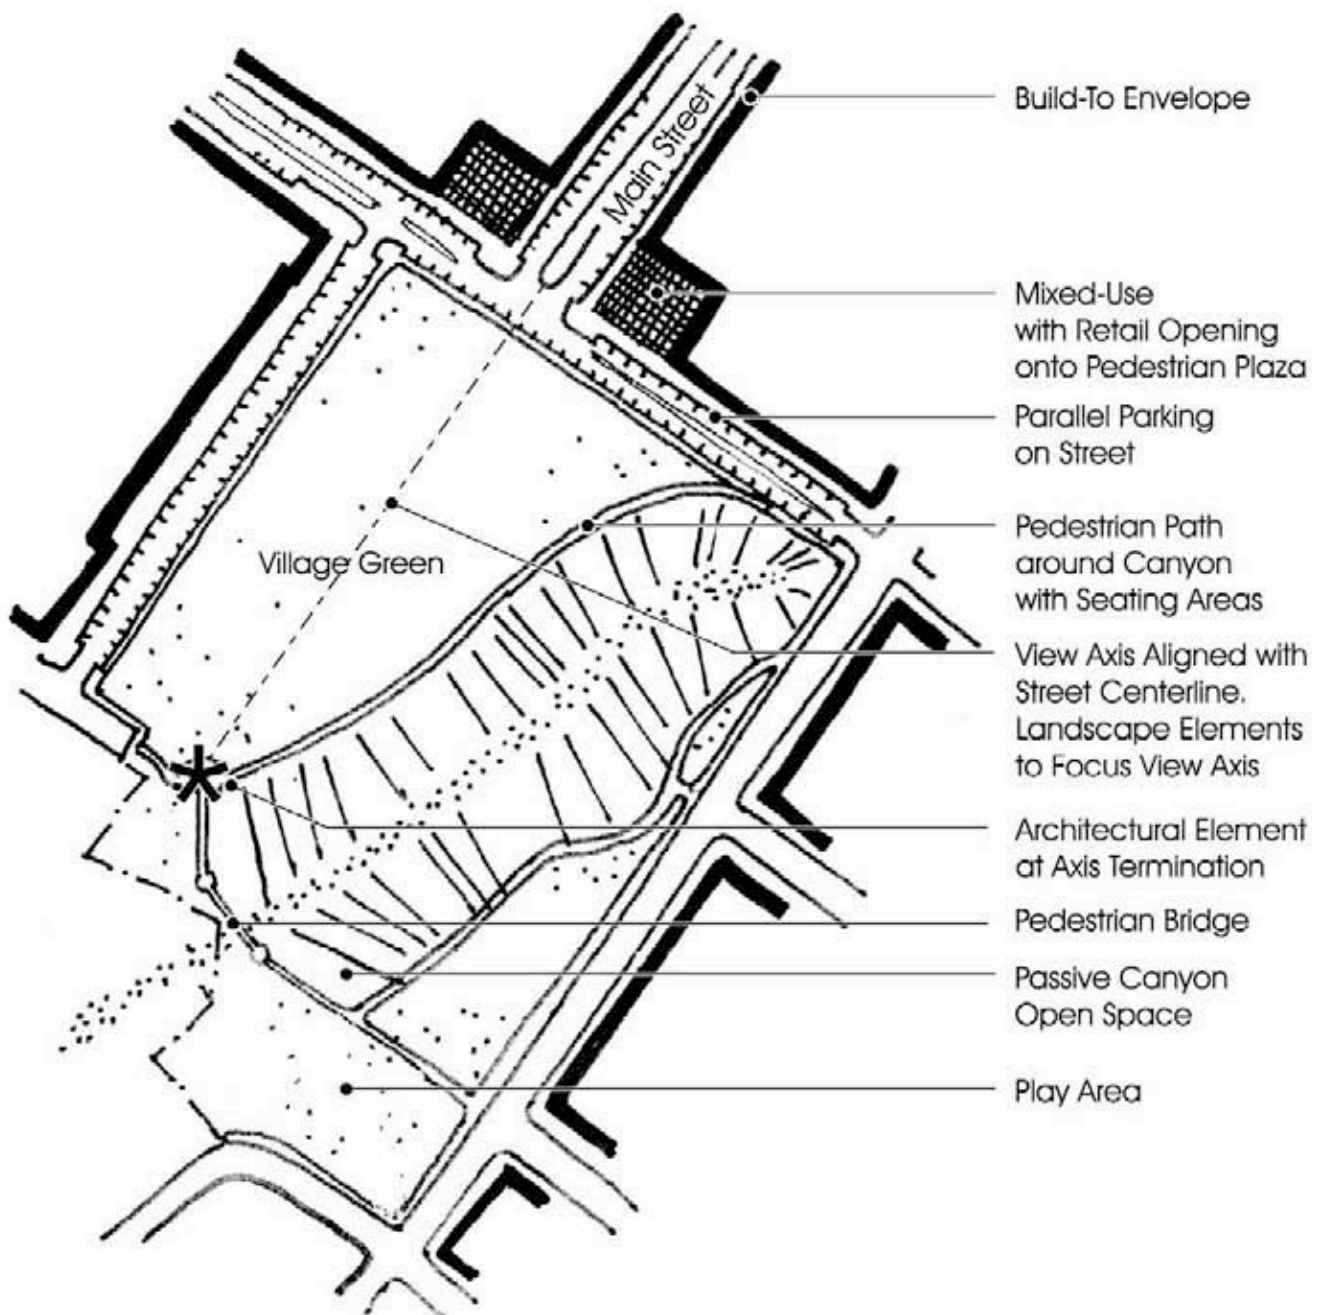 Build-To Envelope
Main Street
Mixed-Use
with Retail Opening
onto Pedestrian Plaza
Parallel Parking
on Street
Pedestrian Path
around Canyon
with Seating Areas
Village Green
View Axis Aligned with
Street Centerline.
Landscape Elements
to Focus View Axis
Architectural Element
at Axis Termination
Pedestrian Bridge
Passive Canyon
Open Space
Play Area